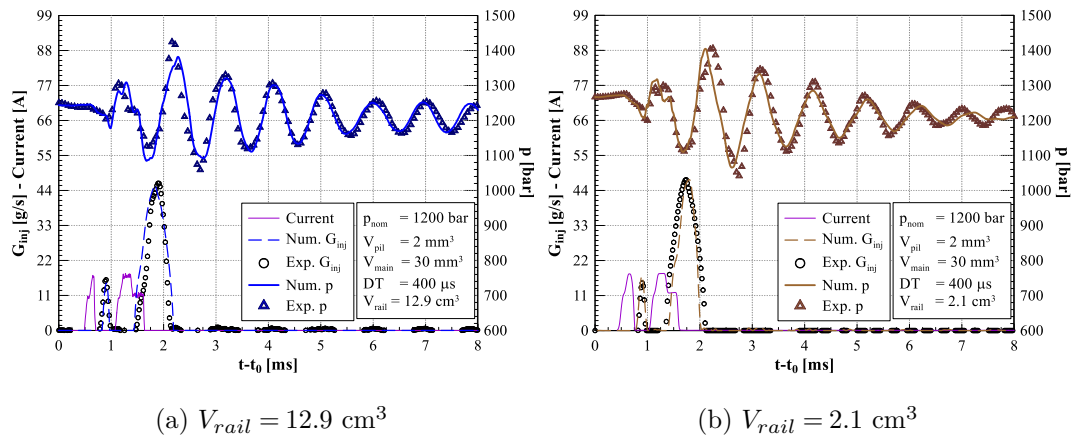 99
88
77
66
55
44
33
22
11
0
G_inj [g/s] - Current [A]
1500
1400
1300
1200
1100
1000
900
800
700
600
p [bar]
Current
Num. G_inj
Exp. G_inj
Num. p
Exp. p
p_nom = 1200 bar
V_pil = 2 mm³
V_main = 30 mm³
DT = 400 µs
V_rail = 12.9 cm³
0 1 2 3 4 5 6 7 8
t-t_0 [ms]
(a) V_rail = 12.9 cm³
99
88
77
66
55
44
33
22
11
0
G_inj [g/s] - Current [A]
1500
1400
1300
1200
1100
1000
900
800
700
600
p [bar]
Current
Num. G_inj
Exp. G_inj
Num. p
Exp. p
p_nom = 1200 bar
V_pil = 2 mm³
V_main = 30 mm³
DT = 400 µs
V_rail = 2.1 cm³
0 1 2 3 4 5 6 7 8
t-t_0 [ms]
(b) V_rail = 2.1 cm³